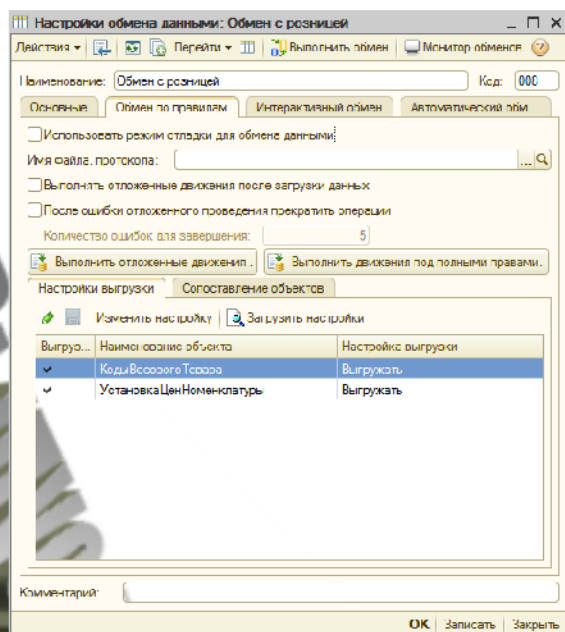 Настройки обмена данными: Обмен с розницей
Действия Перейти Выполнить обмен Монитор обменов
Наименование: Обмен с розницей Код: 000
Основные Обмен по правилам Интерактивный обмен Автоматический обм
Использовать режим отладки для обмена данными
Имя файла протокола: ...
Выполнять отложенные движения после загрузки данных
После ошибки отложенного проведения прекратить операции
Количество ошибок для завершения: 5
Выполнить отложенные движения . Выполнить движения под полными правами.
Настройки выгрузки Сопоставление объектов
Изменить настройку Загрузить настройки
Выгруз... Наименование объекта Настройка выгрузки
КодыВесовогоТовара Выгружать
УстановкаЦенНоменклатуры Выгружать
Комментарий:
OK Записать Закрыть